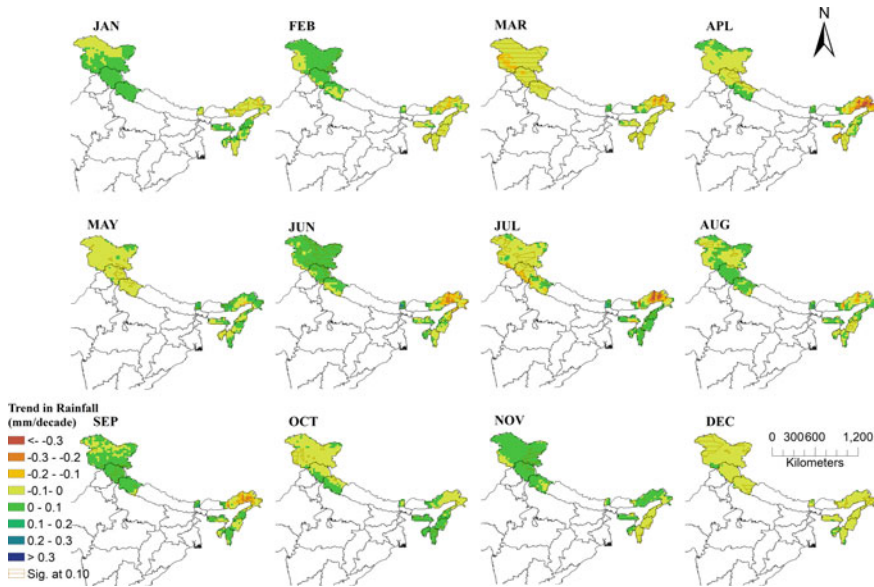 N
JAN FEB MAR APL
MAY JUN JUL AUG
Trend in Rainfall
(mm/decade)
<- -0.3
-0.3 - -0.2
-0.2 - -0.1
-0.1- 0
0 - 0.1
0.1 - 0.2
0.2 - 0.3
> 0.3
Sig. at 0.10
SEP OCT NOV DEC
0 300600 1,200
Kilometers